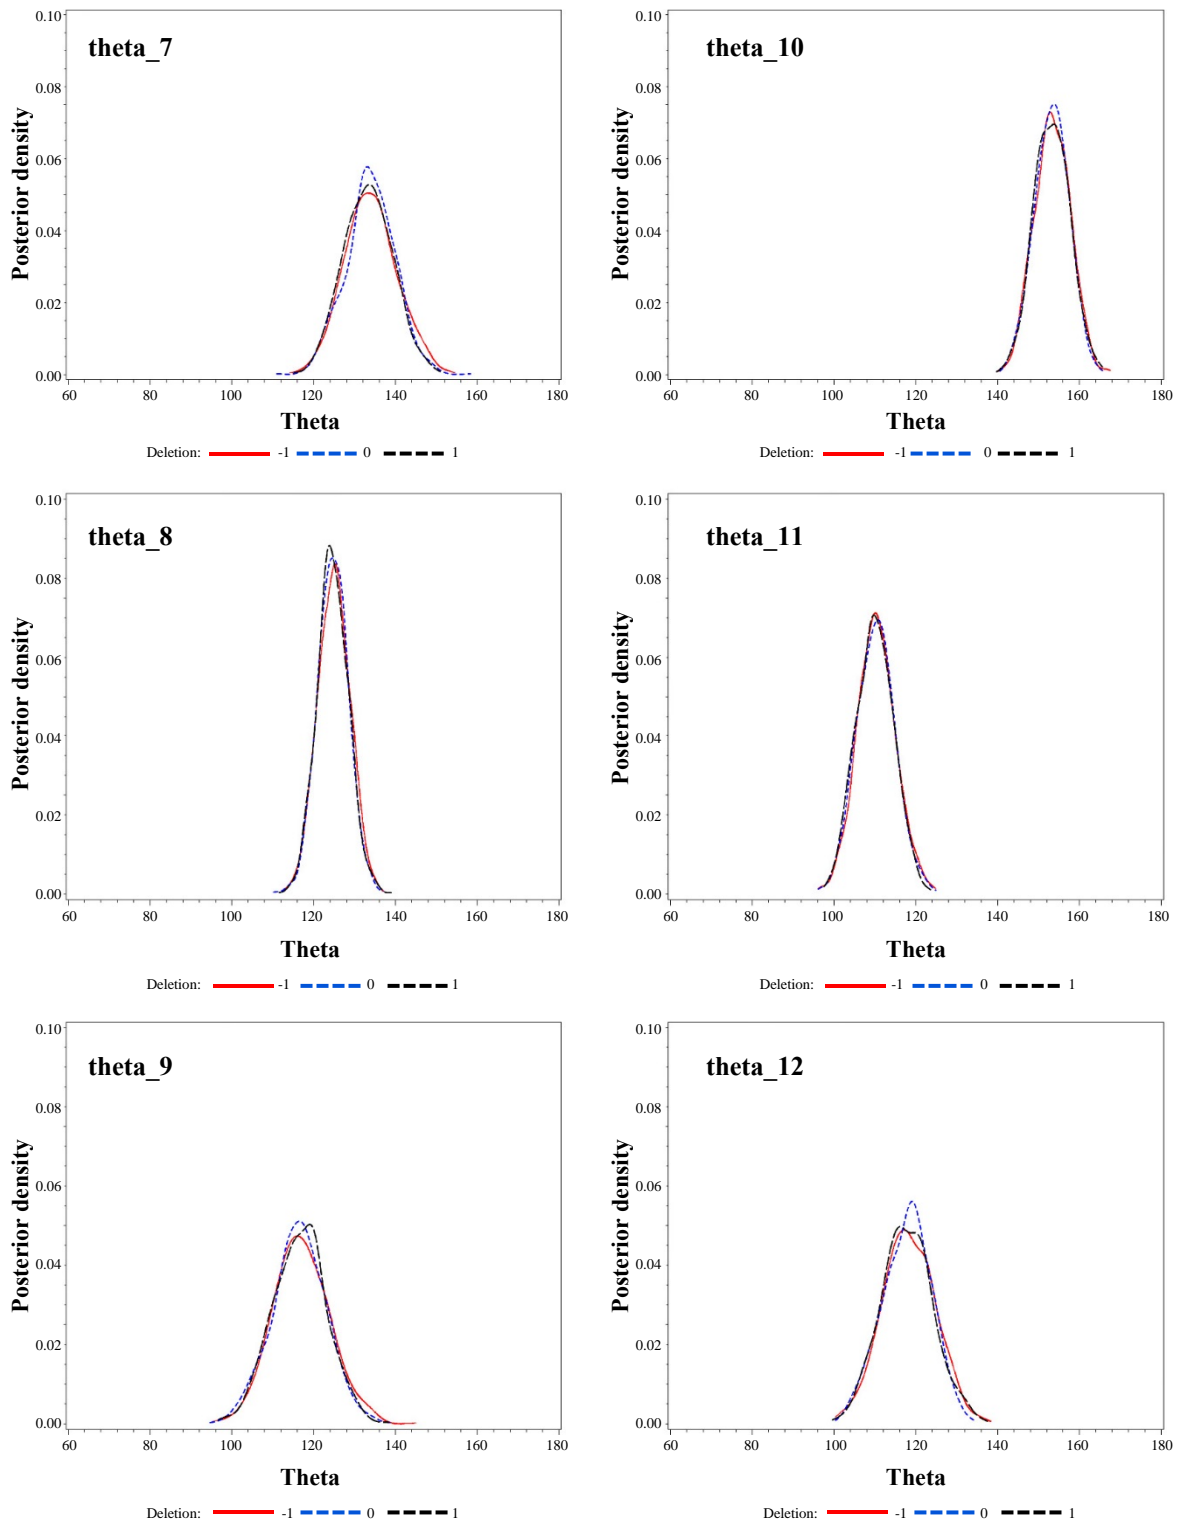 theta_7
Posterior density
0.10
0.08
0.06
0.04
0.02
0.00
60 80 100 120 140 160 180
Theta
Deletion: -1 0 1
theta_10
Posterior density
0.10
0.08
0.06
0.04
0.02
0.00
60 80 100 120 140 160 180
Theta
Deletion: -1 0 1
theta_8
Posterior density
0.10
0.08
0.06
0.04
0.02
0.00
60 80 100 120 140 160 180
Theta
Deletion: -1 0 1
theta_11
Posterior density
0.10
0.08
0.06
0.04
0.02
0.00
60 80 100 120 140 160 180
Theta
Deletion: -1 0 1
theta_9
Posterior density
0.10
0.08
0.06
0.04
0.02
0.00
60 80 100 120 140 160 180
Theta
Deletion: -1 0 1
theta_12
Posterior density
0.10
0.08
0.06
0.04
0.02
0.00
60 80 100 120 140 160 180
Theta
Deletion: -1 0 1